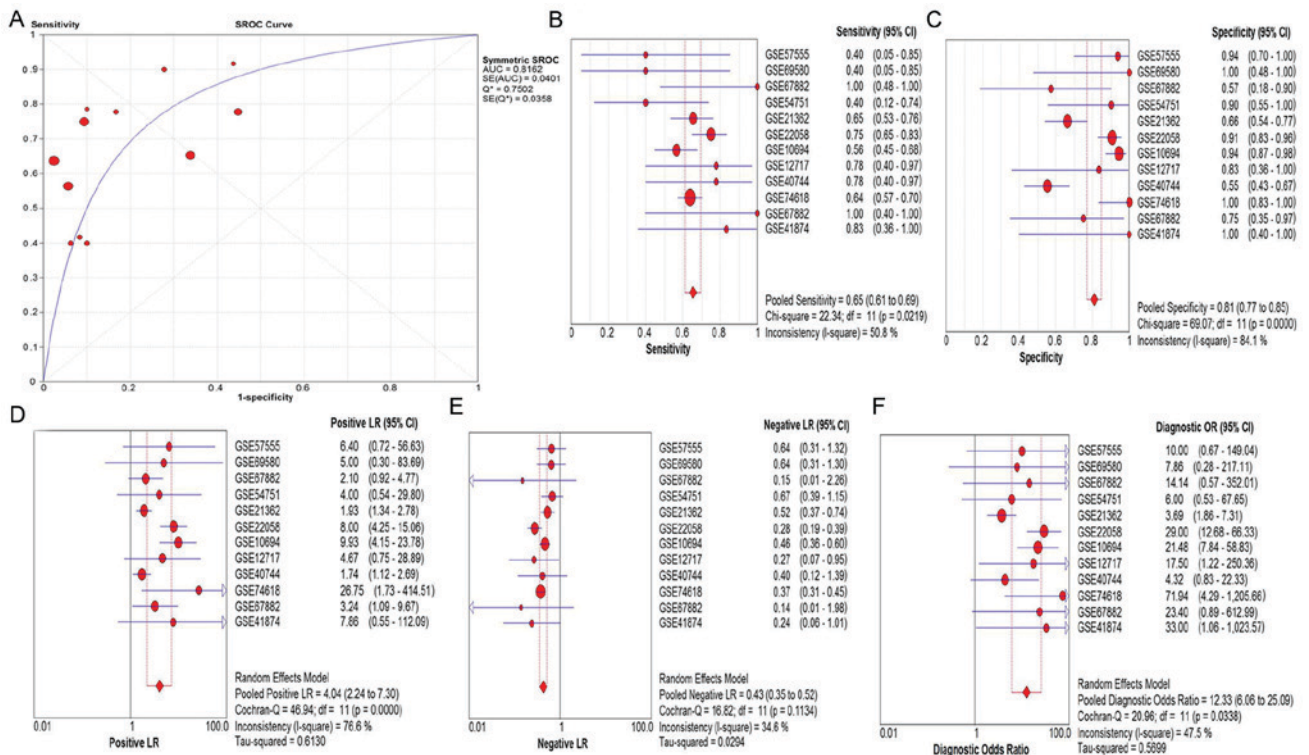 A
Sensitivity SROC Curve
1
0.9
0.8
0.7
0.6
0.5
0.4
0.3
0.2
0.1
0
0 0.2 0.4 0.6 0.8 1
1-specificity
Symmetric SROC
AUC = 0.8162
SE(AUC) = 0.0401
Q* = 0.7502
SE(Q*) = 0.0358
B
Sensitivity (95% CI)
GSE57555 0.40 (0.05 - 0.85)
GSE69580 0.40 (0.05 - 0.85)
GSE67882 1.00 (0.48 - 1.00)
GSE54751 0.40 (0.12 - 0.74)
GSE21362 0.65 (0.53 - 0.76)
GSE22058 0.75 (0.65 - 0.83)
GSE10694 0.56 (0.45 - 0.68)
GSE12717 0.78 (0.40 - 0.97)
GSE40744 0.78 (0.40 - 0.97)
GSE74618 0.64 (0.57 - 0.70)
GSE67882 1.00 (0.40 - 1.00)
GSE41874 0.83 (0.36 - 1.00)
Pooled Sensitivity = 0.65 (0.61 to 0.69)
Chi-square = 22.34; df = 11 (p = 0.0219)
Inconsistency (I-square) = 50.8 %
0 0.2 0.4 0.6 0.8 1
Sensitivity
C
Specificity (95% CI)
GSE57555 0.94 (0.70 - 1.00)
GSE69580 1.00 (0.48 - 1.00)
GSE67882 0.57 (0.18 - 0.90)
GSE54751 0.90 (0.55 - 1.00)
GSE21362 0.66 (0.54 - 0.77)
GSE22058 0.91 (0.83 - 0.96)
GSE10694 0.94 (0.87 - 0.98)
GSE12717 0.83 (0.36 - 1.00)
GSE40744 0.55 (0.43 - 0.67)
GSE74618 1.00 (0.83 - 1.00)
GSE67882 0.75 (0.35 - 0.97)
GSE41874 1.00 (0.40 - 1.00)
Pooled Specificity = 0.81 (0.77 to 0.85)
Chi-square = 69.07; df = 11 (p = 0.0000)
Inconsistency (I-square) = 84.1 %
0 0.2 0.4 0.6 0.8 1
Specificity
D
Positive LR (95% CI)
GSE57555 6.40 (0.72 - 56.63)
GSE69580 5.00 (0.30 - 83.69)
GSE67882 2.10 (0.92 - 4.77)
GSE54751 4.00 (0.54 - 29.80)
GSE21362 1.93 (1.34 - 2.78)
GSE22058 8.00 (4.25 - 15.06)
GSE10694 9.93 (4.15 - 23.78)
GSE12717 4.67 (0.75 - 28.89)
GSE40744 1.74 (1.12 - 2.69)
GSE74618 26.75 (1.73 - 414.51)
GSE67882 3.24 (1.09 - 9.67)
GSE41874 7.86 (0.55 - 112.09)
Random Effects Model
Pooled Positive LR = 4.04 (2.24 to 7.30)
Cochran-Q = 46.94; df = 11 (p = 0.0000)
Inconsistency (I-square) = 76.6 %
Tau-squared = 0.6130
0.01 1 100.0
Positive LR
E
Negative LR (95% CI)
GSE57555 0.64 (0.31 - 1.32)
GSE69580 0.64 (0.31 - 1.30)
GSE67882 0.15 (0.01 - 2.26)
GSE54751 0.67 (0.39 - 1.15)
GSE21362 0.52 (0.37 - 0.74)
GSE22058 0.28 (0.19 - 0.39)
GSE10694 0.46 (0.36 - 0.60)
GSE12717 0.27 (0.07 - 0.95)
GSE40744 0.40 (0.12 - 1.39)
GSE74618 0.37 (0.31 - 0.45)
GSE67882 0.14 (0.01 - 1.98)
GSE41874 0.24 (0.06 - 1.01)
Random Effects Model
Pooled Negative LR = 0.43 (0.35 to 0.52)
Cochran-Q = 16.82; df = 11 (p = 0.1134)
Inconsistency (I-square) = 34.6 %
Tau-squared = 0.0294
0.01 1 100.0
Negative LR
F
Diagnostic OR (95% CI)
GSE57555 10.00 (0.67 - 149.04)
GSE69580 7.86 (0.28 - 217.11)
GSE67882 14.14 (0.57 - 352.01)
GSE54751 6.00 (0.53 - 67.65)
GSE21362 3.69 (1.86 - 7.31)
GSE22058 29.00 (12.68 - 66.33)
GSE10694 21.48 (7.84 - 58.83)
GSE12717 17.50 (1.22 - 250.36)
GSE40744 4.32 (0.83 - 22.33)
GSE74618 71.94 (4.29 - 1,205.66)
GSE67882 23.40 (0.89 - 612.99)
GSE41874 33.00 (1.06 - 1,023.57)
Random Effects Model
Pooled Diagnostic Odds Ratio = 12.33 (6.06 to 25.09)
Cochran-Q = 20.96; df = 11 (p = 0.0338)
Inconsistency (I-square) = 47.5 %
Tau-squared = 0.5699
0.01 1 100.0
Diagnostic Odds Ratio